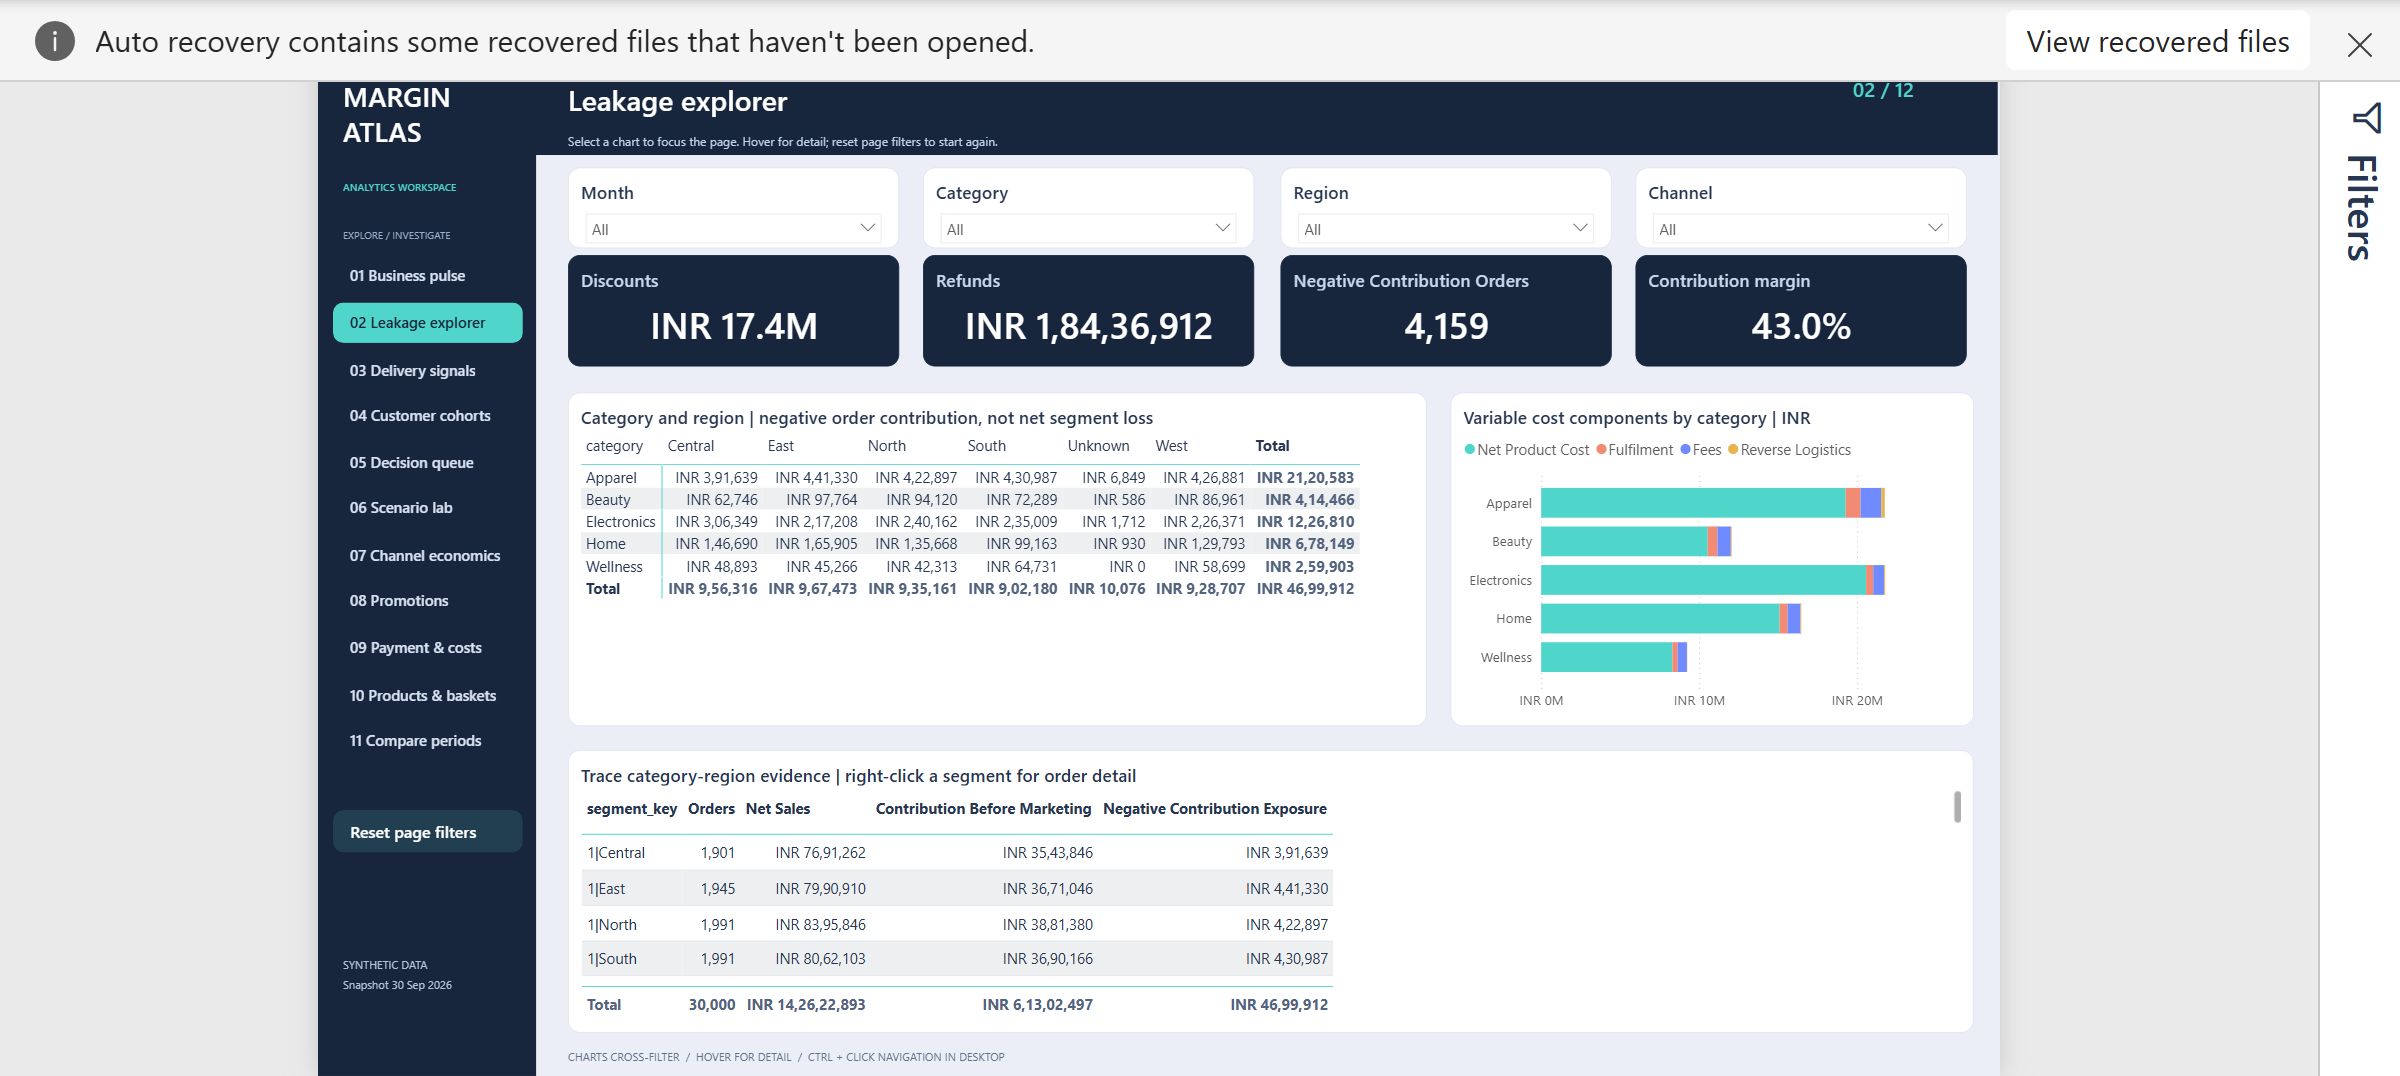 Auto recovery contains some recovered files that haven't been opened.
View recovered files
MARGIN
ATLAS
ANALYTICS WORKSPACE
EXPLORE / INVESTIGATE
01 Business pulse
02 Leakage explorer
03 Delivery signals
04 Customer cohorts
05 Decision queue
06 Scenario lab
07 Channel economics
08 Promotions
09 Payment & costs
10 Products & baskets
11 Compare periods
Reset page filters
SYNTHETIC DATA
Snapshot 30 Sep 2026
Leakage explorer
02 / 12
Select a chart to focus the page. Hover for detail; reset page filters to start again.
Month
All
Category
All
Region
All
Channel
All
Discounts
INR 17.4M
Refunds
INR 1,84,36,912
Negative Contribution Orders
4,159
Contribution margin
43.0%
Category and region | negative order contribution, not net segment loss
category Central East North South Unknown West Total
Apparel INR 3,91,639 INR 4,41,330 INR 4,22,897 INR 4,30,987 INR 6,849 INR 4,26,881 INR 21,20,583
Beauty INR 62,746 INR 97,764 INR 94,120 INR 72,289 INR 586 INR 86,961 INR 4,14,466
Electronics INR 3,06,349 INR 2,17,208 INR 2,40,162 INR 2,35,009 INR 1,712 INR 2,26,371 INR 12,26,810
Home INR 1,46,690 INR 1,65,905 INR 1,35,668 INR 99,163 INR 930 INR 1,29,793 INR 6,78,149
Wellness INR 48,893 INR 45,266 INR 42,313 INR 64,731 INR 0 INR 58,699 INR 2,59,903
Total INR 9,56,316 INR 9,67,473 INR 9,35,161 INR 9,02,180 INR 10,076 INR 9,28,707 INR 46,99,912
Variable cost components by category | INR
Net Product Cost Fulfilment Fees Reverse Logistics
Apparel
Beauty
Electronics
Home
Wellness
INR 0M INR 10M INR 20M
Trace category-region evidence | right-click a segment for order detail
segment_key Orders Net Sales Contribution Before Marketing Negative Contribution Exposure
1|Central 1,901 INR 76,91,262 INR 35,43,846 INR 3,91,639
1|East 1,945 INR 79,90,910 INR 36,71,046 INR 4,41,330
1|North 1,991 INR 83,95,846 INR 38,81,380 INR 4,22,897
1|South 1,991 INR 80,62,103 INR 36,90,166 INR 4,30,987
Total 30,000 INR 14,26,22,893 INR 6,13,02,497 INR 46,99,912
CHARTS CROSS-FILTER / HOVER FOR DETAIL / CTRL + CLICK NAVIGATION IN DESKTOP
Filters